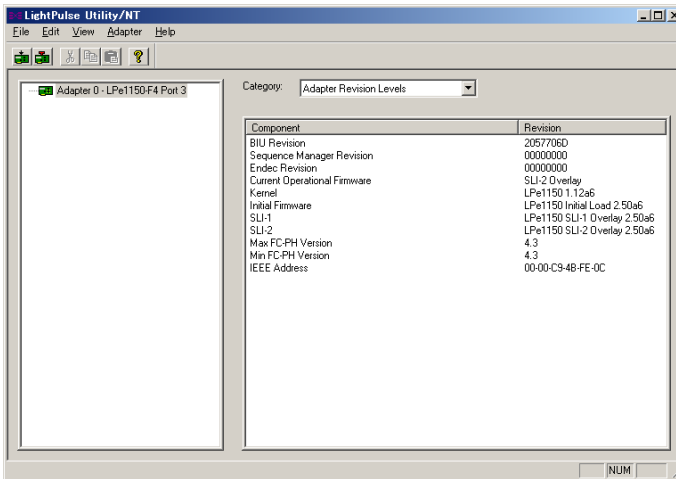 LightPulse Utility/NT
File Edit View Adapter Help
Adapter 0 - LPe1150-F4 Port 3
Category: Adapter Revision Levels
Component Revision
BIU Revision 2057706D
Sequence Manager Revision 00000000
Endec Revision 00000000
Current Operational Firmware SLI-2 Overlay
Kernel LPe1150 1.12a6
Initial Firmware LPe1150 Initial Load 2.50a6
SLI-1 LPe1150 SLI-1 Overlay 2.50a6
SLI-2 LPe1150 SLI-2 Overlay 2.50a6
Max FC-PH Version 4.3
Min FC-PH Version 4.3
IEEE Address 00-00-C9-4B-FE-0C
NUM